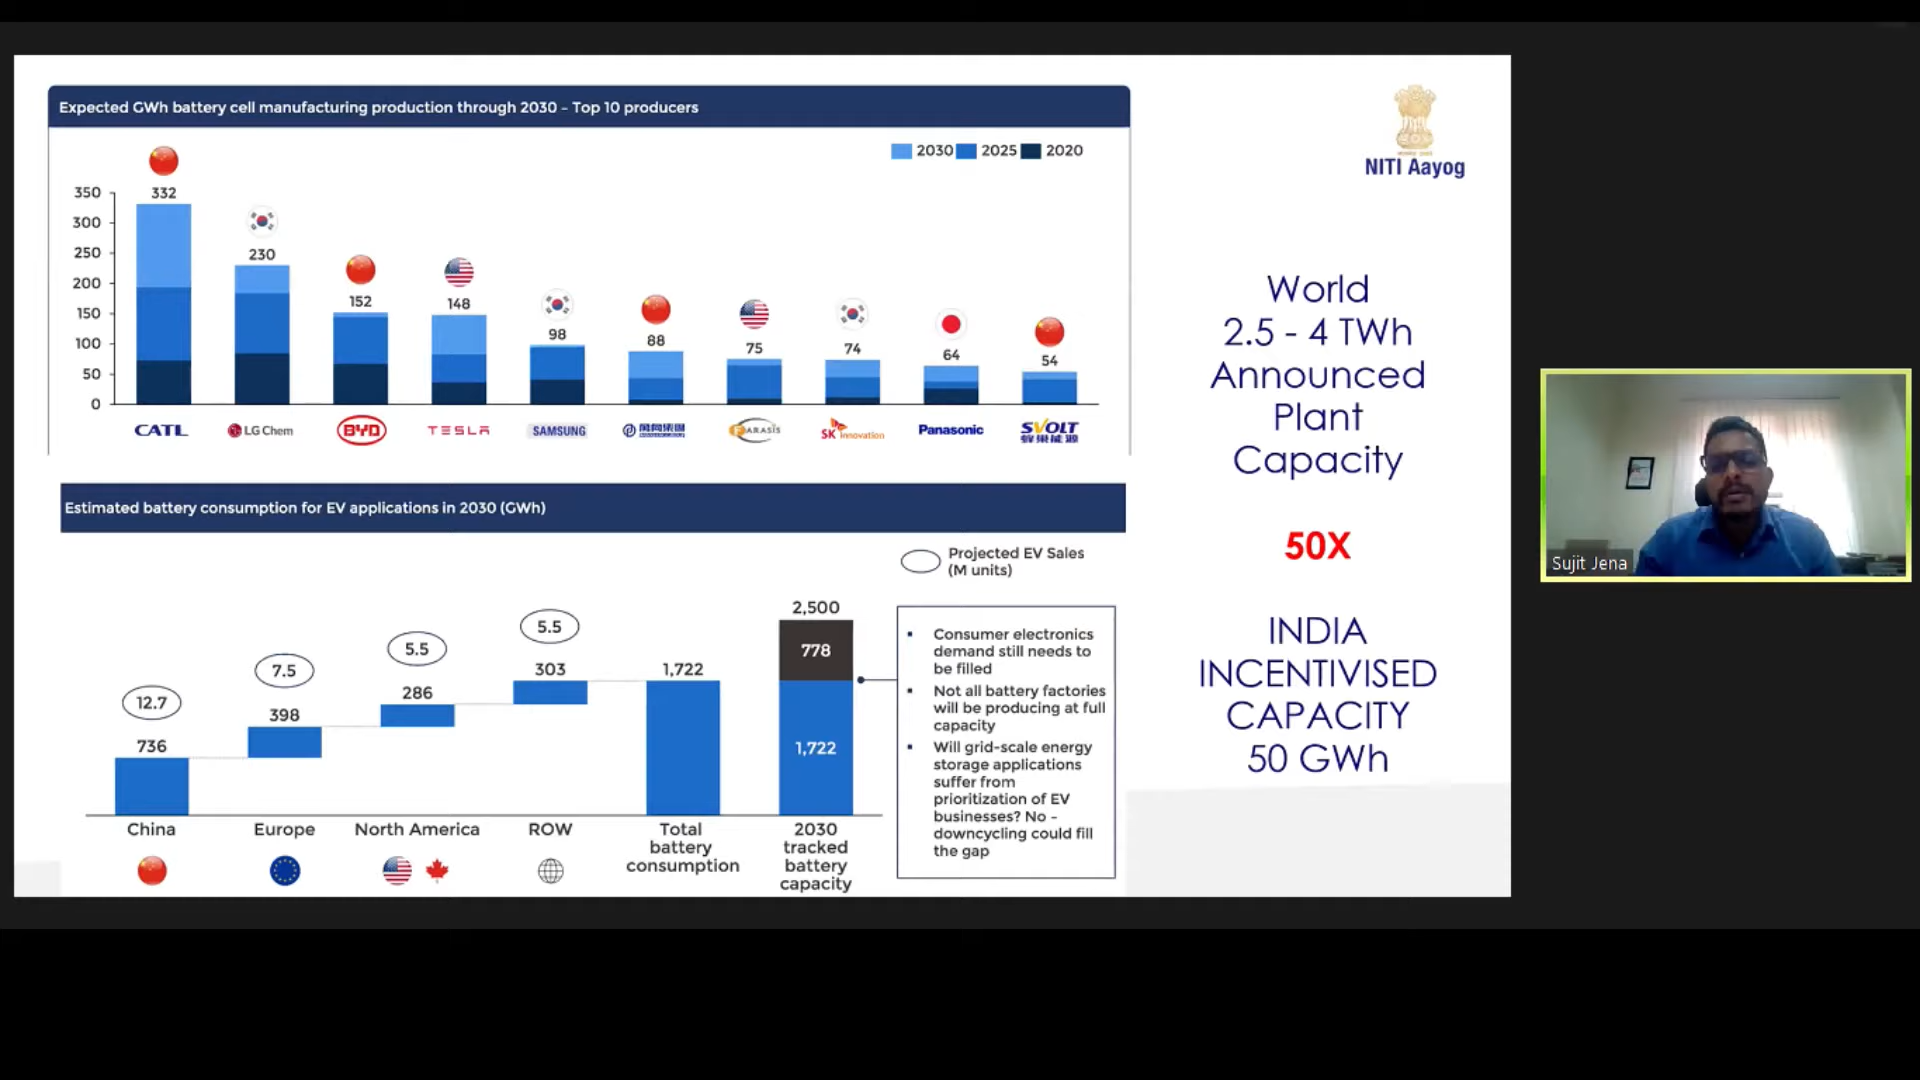 Expected GWh battery cell manufacturing production through 2030 – Top 10 producers
2030 2025 2020
350
300
250
200
150
100
50
0
332
230
152
148
98
88
75
74
64
54
CATL
LG Chem
BYD
TESLA
SAMSUNG
FARASIS
SK innovation
Panasonic
SVOLT
蜂巢能源
Estimated battery consumption for EV applications in 2030 (GWh)
Projected EV Sales
(M units)
12.7
7.5
5.5
5.5
736
398
286
303
1,722
2,500
778
1,722
China
Europe
North America
ROW
Total
battery
consumption
2030
tracked
battery
capacity
▪ Consumer electronics
demand still needs to
be filled
▪ Not all battery factories
will be producing at full
capacity
▪ Will grid-scale energy
storage applications
suffer from
prioritization of EV
businesses? No –
downcycling could fill
the gap
NITI Aayog
World
2.5 - 4 TWh
Announced
Plant
Capacity
50X
INDIA
INCENTIVISED
CAPACITY
50 GWh
Sujit Jena